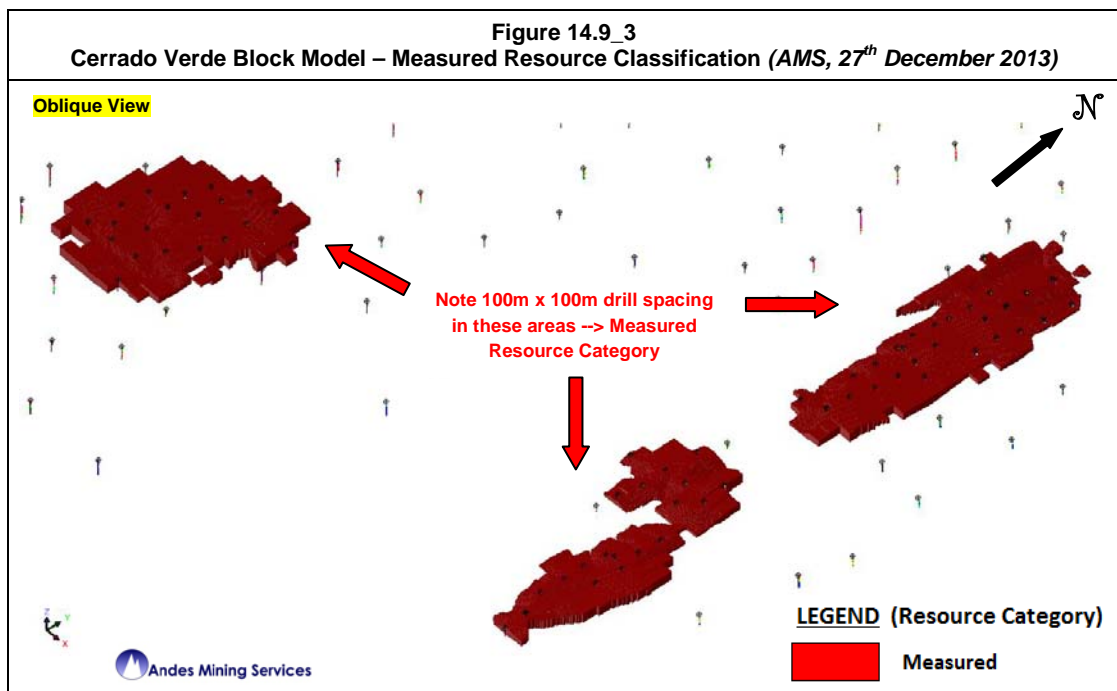 Figure 14.9_3
Cerrado Verde Block Model – Measured Resource Classification (AMS, 27th December 2013)
Oblique View
N
Note 100m x 100m drill spacing
in these areas --> Measured
Resource Category
Z
Y
X
Andes Mining Services
LEGEND (Resource Category)
Measured